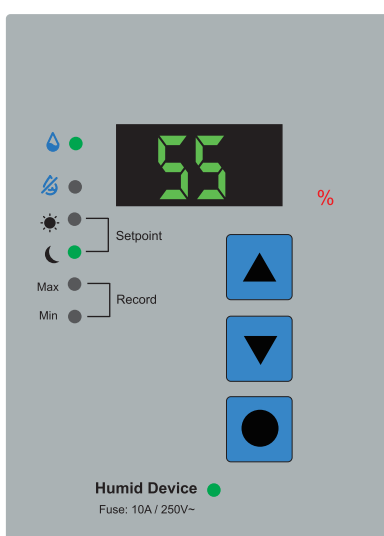 55
%
Setpoint
Max
Record
Min
Humid Device
Fuse: 10A / 250V~